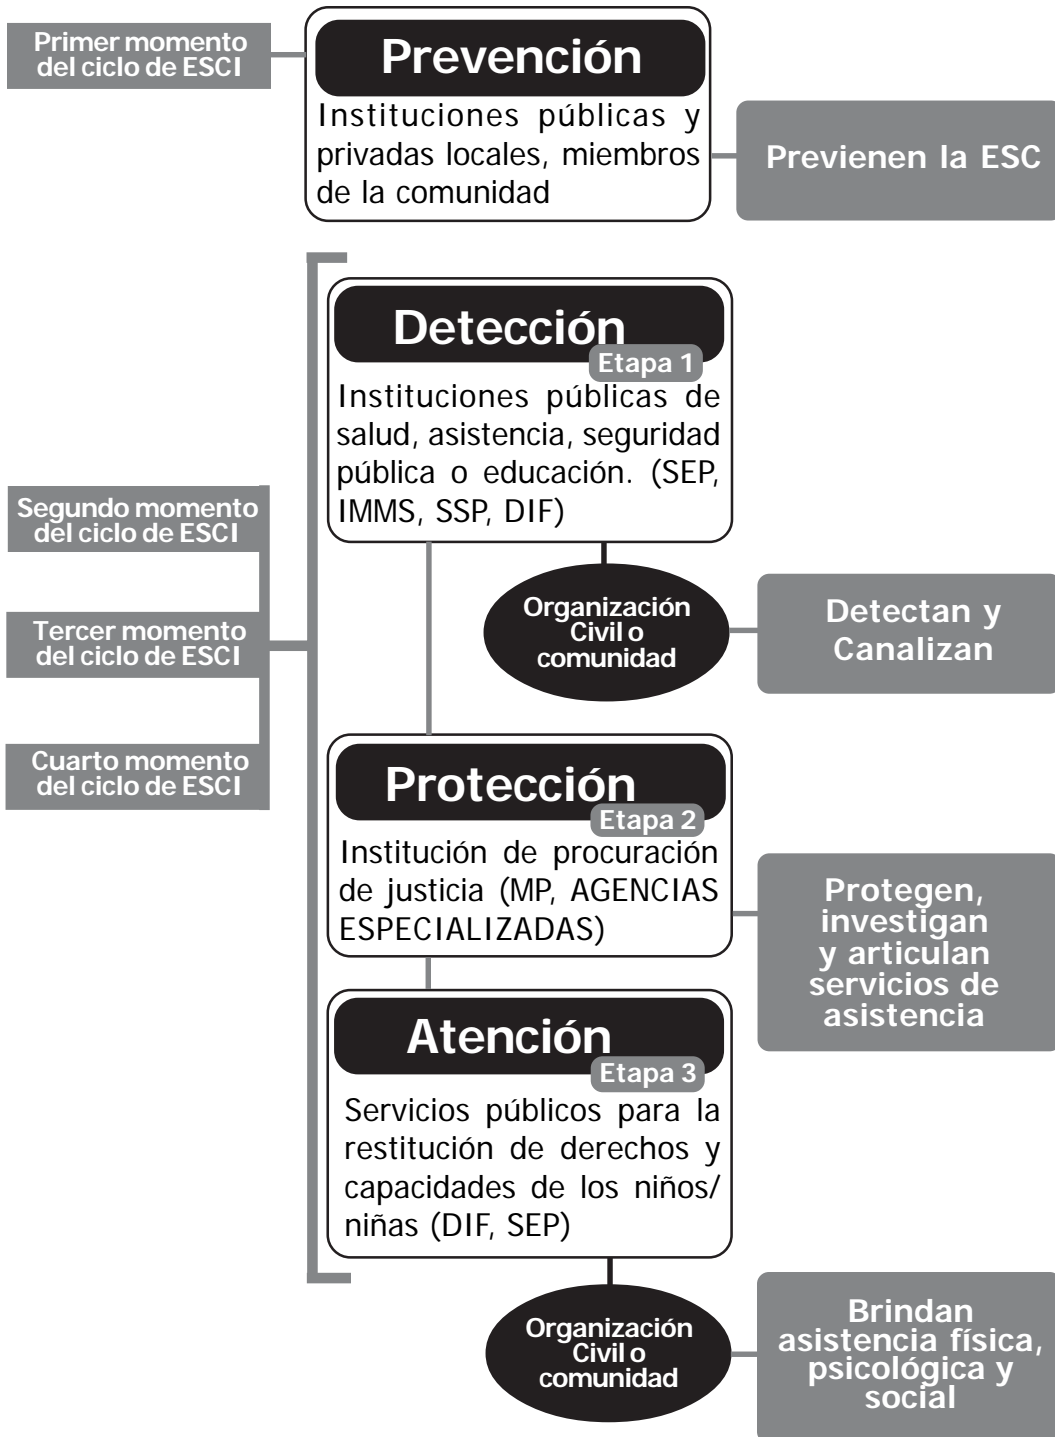 Primer momento
del ciclo de ESCI
Prevención
Instituciones públicas y
privadas locales, miembros
de la comunidad
Previenen la ESC
Detección
Etapa 1
Instituciones públicas de
salud, asistencia, seguridad
pública o educación. (SEP,
IMMS, SSP, DIF)
Segundo momento
del ciclo de ESCI
Organización
Civil o
comunidad
Detectan y
Canalizan
Tercer momento
del ciclo de ESCI
Cuarto momento
del ciclo de ESCI
Protección
Etapa 2
Institución de procuración
de justicia (MP, AGENCIAS
ESPECIALIZADAS)
Protegen,
investigan
y articulan
servicios de
asistencia
Atención
Etapa 3
Servicios públicos para la
restitución de derechos y
capacidades de los niños/
niñas (DIF, SEP)
Organización
Civil o
comunidad
Brindan
asistencia física,
psicológica y
social